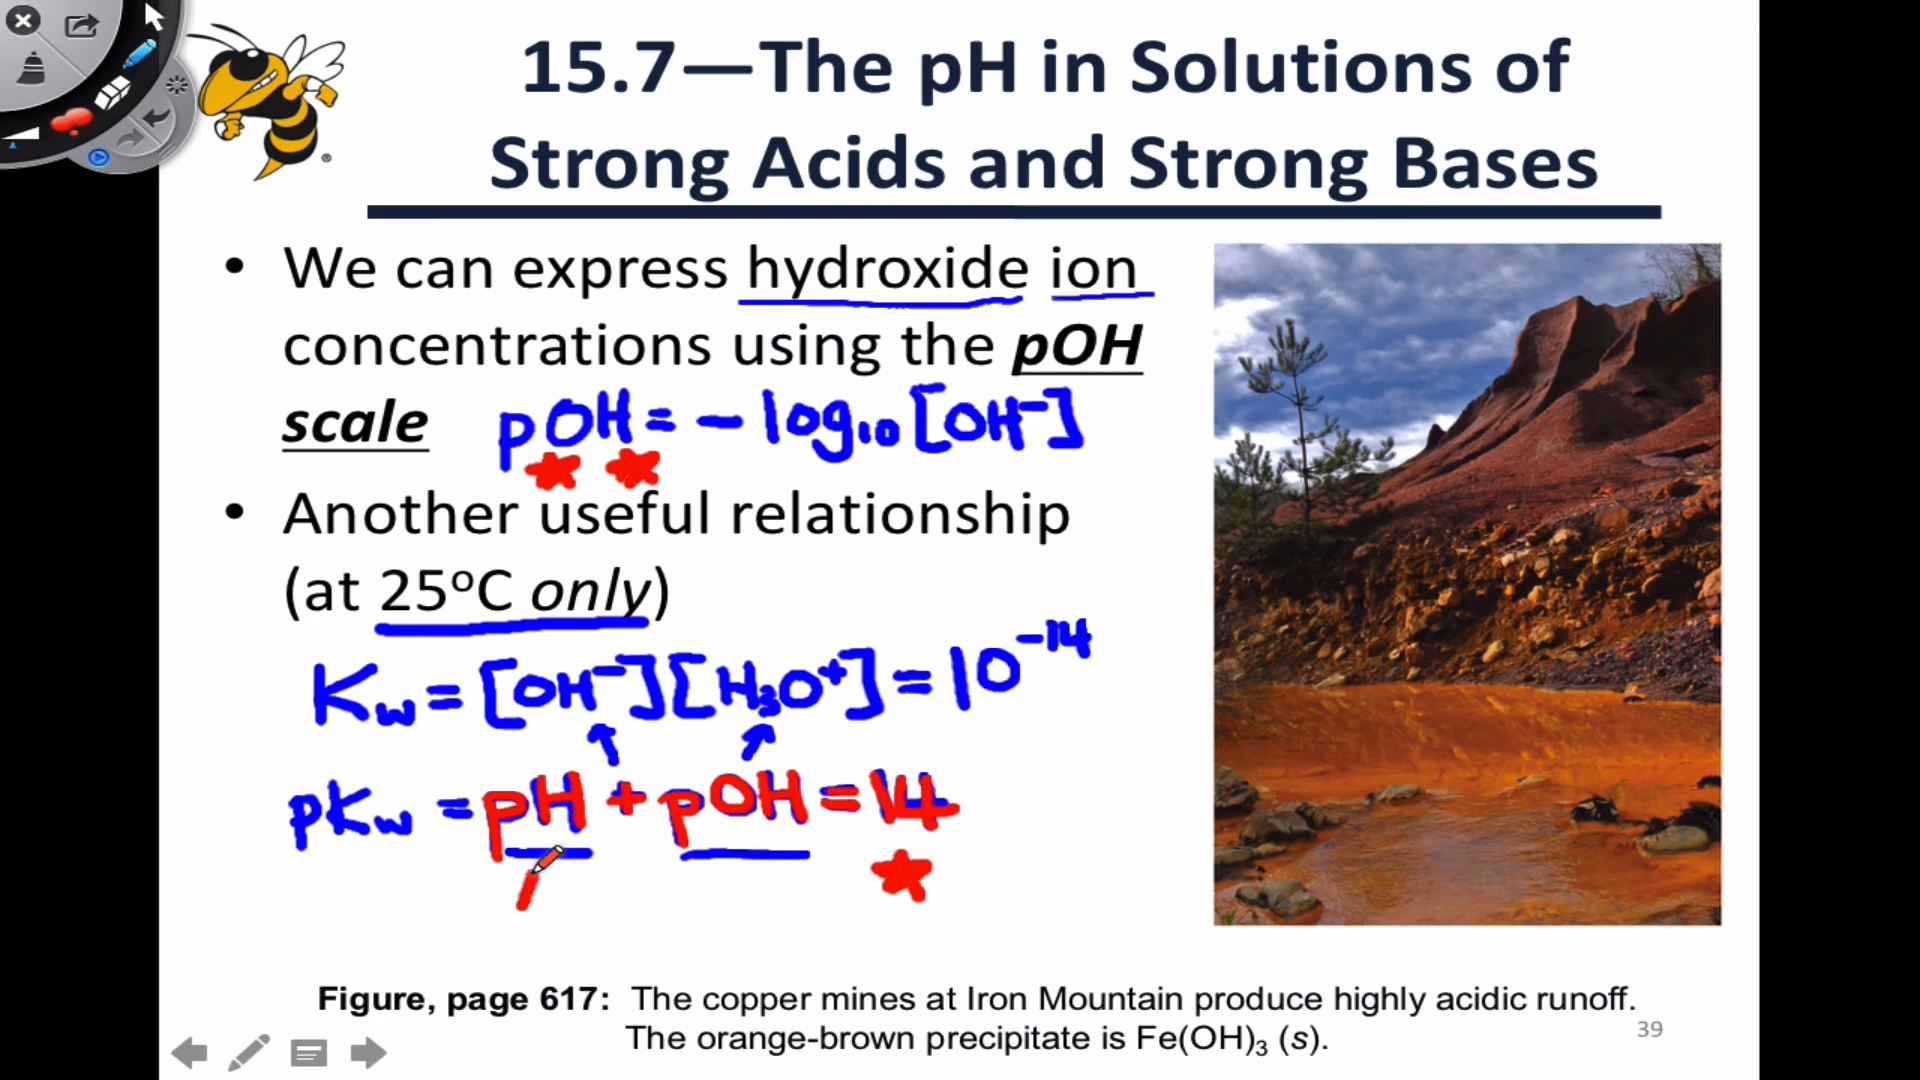 15.7—The pH in Solutions of
Strong Acids and Strong Bases
• We can express hydroxide ion
concentrations using the pOH
scale pOH = − log₁₀ [OH⁻]
• Another useful relationship
(at 25°C only)
Kw = [OH⁻][H₃O⁺] = 10⁻¹⁴
pKw = pH + pOH = 14
Figure, page 617: The copper mines at Iron Mountain produce highly acidic runoff.
The orange-brown precipitate is Fe(OH)₃ (s).
39